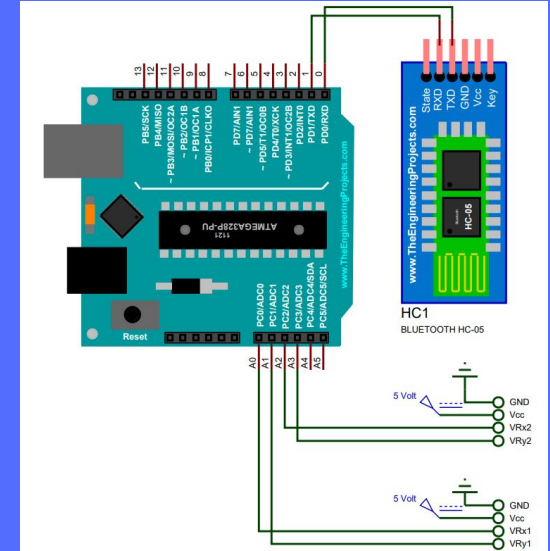 13
12
11
10
9
8
7
6
5
4
3
2
1
0
PB5/SCK
PB4/MISO
~ PB3/MOSI/OC2A
~ PB2/OC1B
~ PB1/OC1A
PB0/ICP1/CLKO
PD7/AIN1
~ PD7/AIN1
~ PD5/T1/OC0B
PD4/T0/XCK
~ PD3/INT1/OC2B
PD2/INT0
PD1/TXD
PD0/RXD
www.TheEngineeringProjects.com
1121
ATMEGA328P-PU
Reset
PC0/ADC0
PC1/ADC1
PC2/ADC2
PC3/ADC3
PC4/ADC4/SDA
PC5/ADC5/SCL
A0
A1
A2
A3
A4
A5
State
RXD
TXD
GND
Vcc
Key
www.TheEngineeringProjects.com
Bluetooth
HC-05
HC1
BLUETOOTH HC-05
5 Volt
GND
Vcc
VRx2
VRy2
5 Volt
GND
Vcc
VRx1
VRy1